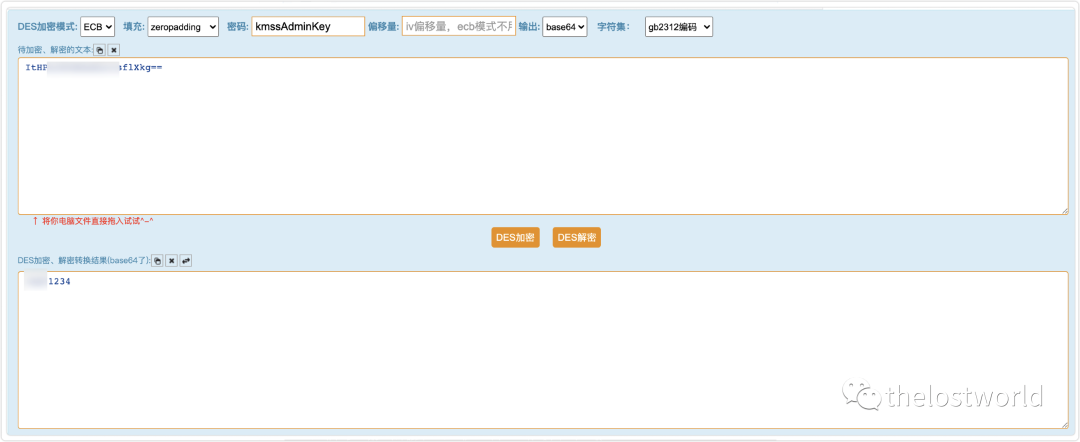 DES加密模式: ECB 填充: zeropadding 密码: kmssAdminKey 偏移量: iv偏移量，ecb模式不用 输出: base64 字符集： gb2312编码
待加密、解密的文本:
ItHP sflXkg==
↑ 将你电脑文件直接拖入试试^-^
DES加密 DES解密
DES加密、解密转换结果(base64了):
1234
thelostworld